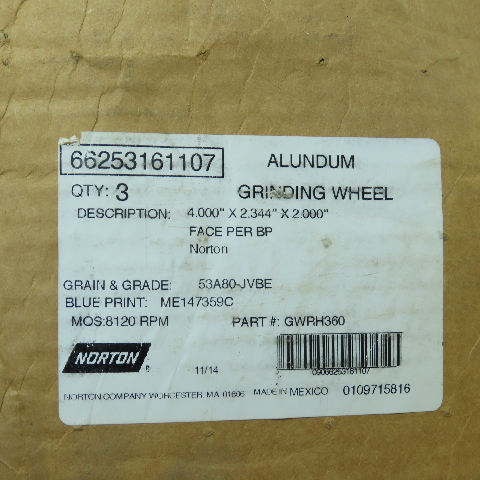 66253161107 ALUNDUM
QTY: 3 GRINDING WHEEL
DESCRIPTION: 4.000" X 2.344" X 2.000"
FACE PER BP
Norton
GRAIN & GRADE: 53A80-JVBE
BLUE PRINT: ME147359C
MOS:8120 RPM PART #: GWRH360
NORTON ® 11/14 09066253161107
NORTON COMPANY WORCESTER, MA 01606 MADE IN MEXICO 0109715816